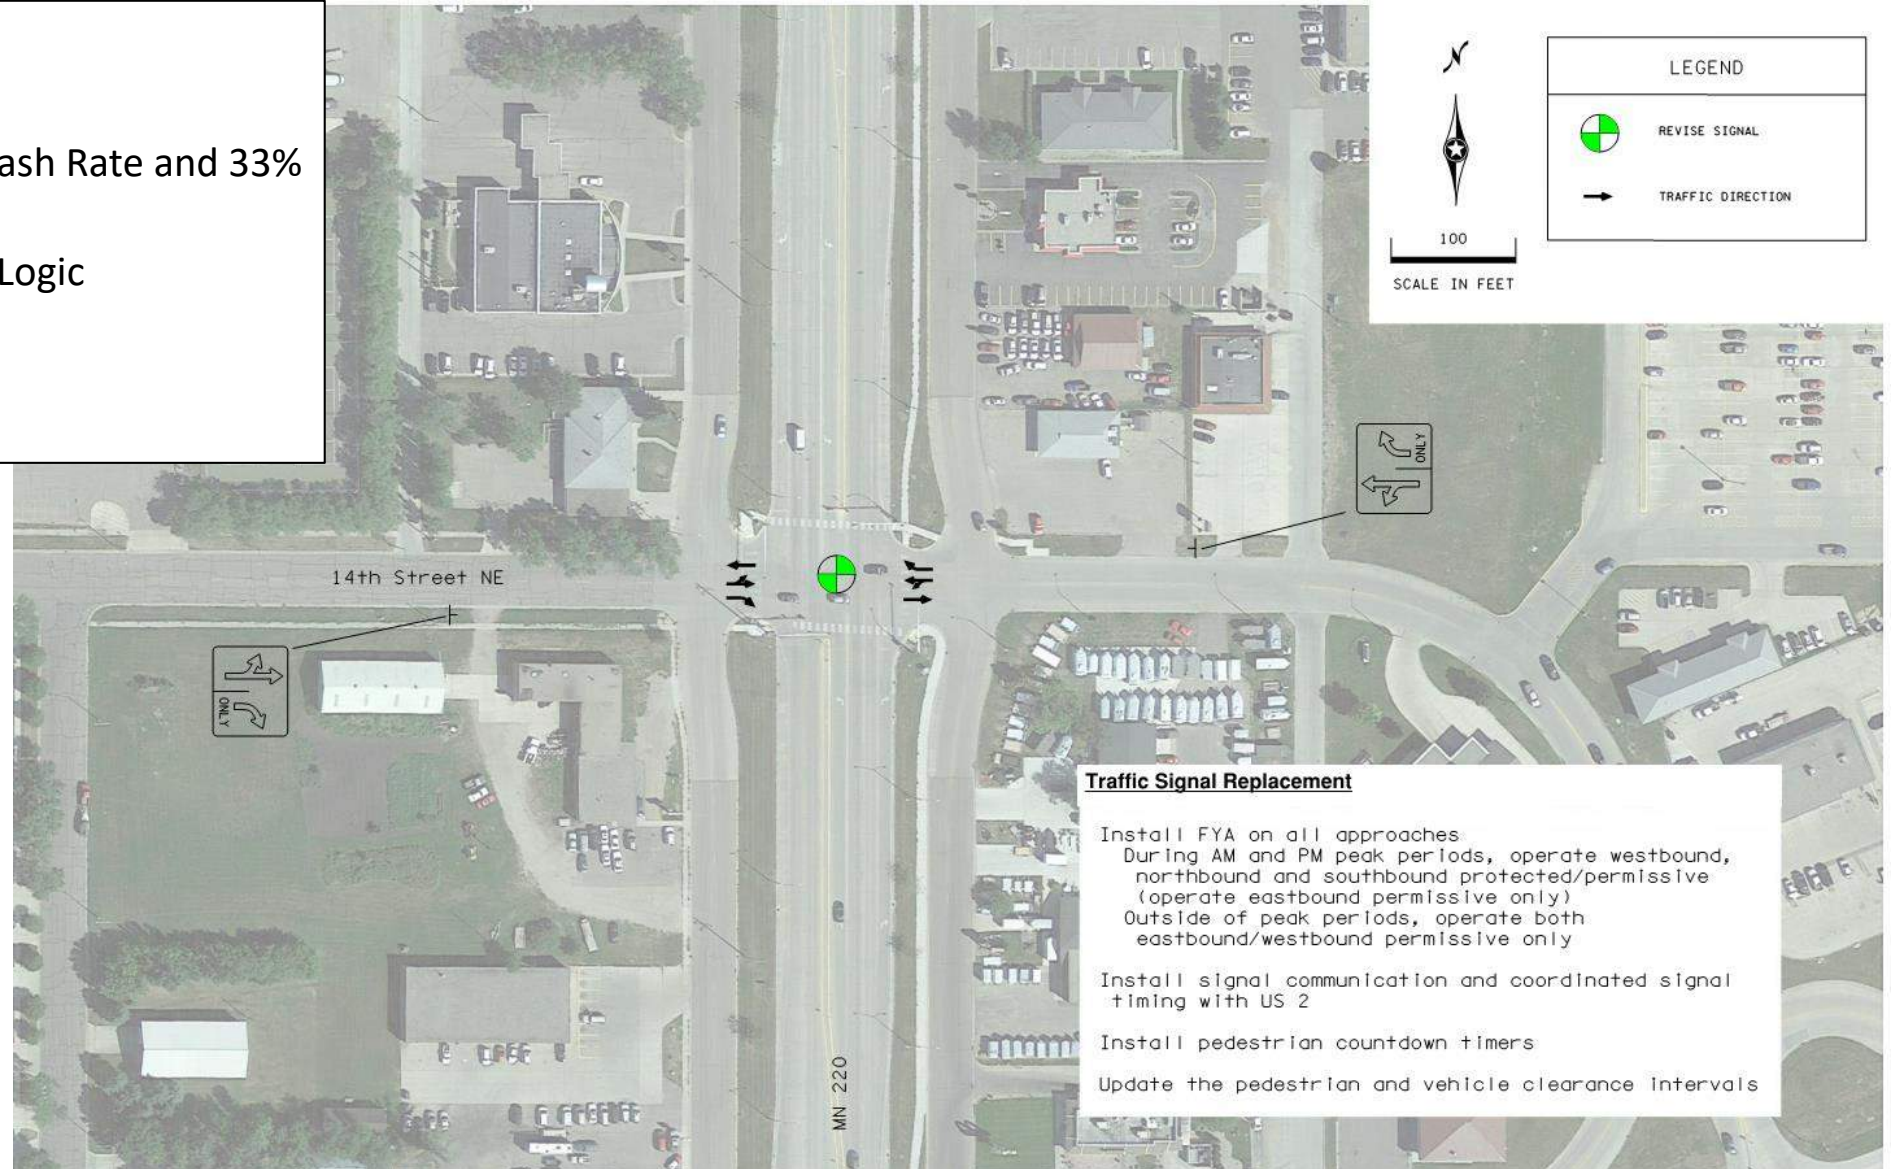 ash Rate and 33%
Logic
N
LEGEND
REVISE SIGNAL
TRAFFIC DIRECTION
100
SCALE IN FEET
ONLY
14th Street NE
ONLY
MN 220
Traffic Signal Replacement
Install FYA on all approaches
During AM and PM peak periods, operate westbound,
northbound and southbound protected/permissive
(operate eastbound permissive only)
Outside of peak periods, operate both
eastbound/westbound permissive only
Install signal communication and coordinated signal
timing with US 2
Install pedestrian countdown timers
Update the pedestrian and vehicle clearance intervals